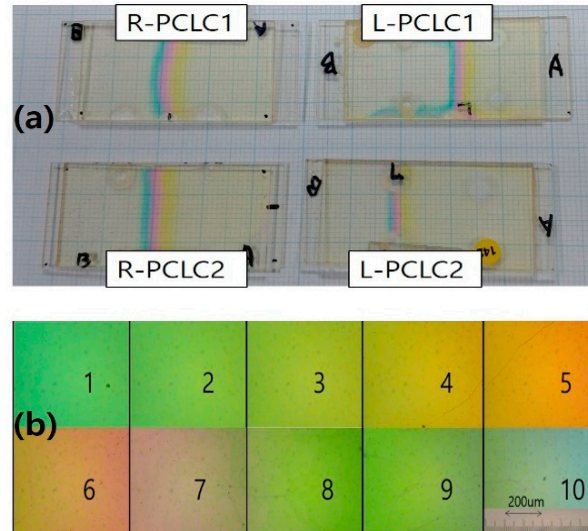 R-PCLC1 L-PCLC1
B A
B A
(a)
B L A
B
R-PCLC2 L-PCLC2
1 2 3 4 5
(b)
6 7 8 9 10
200um